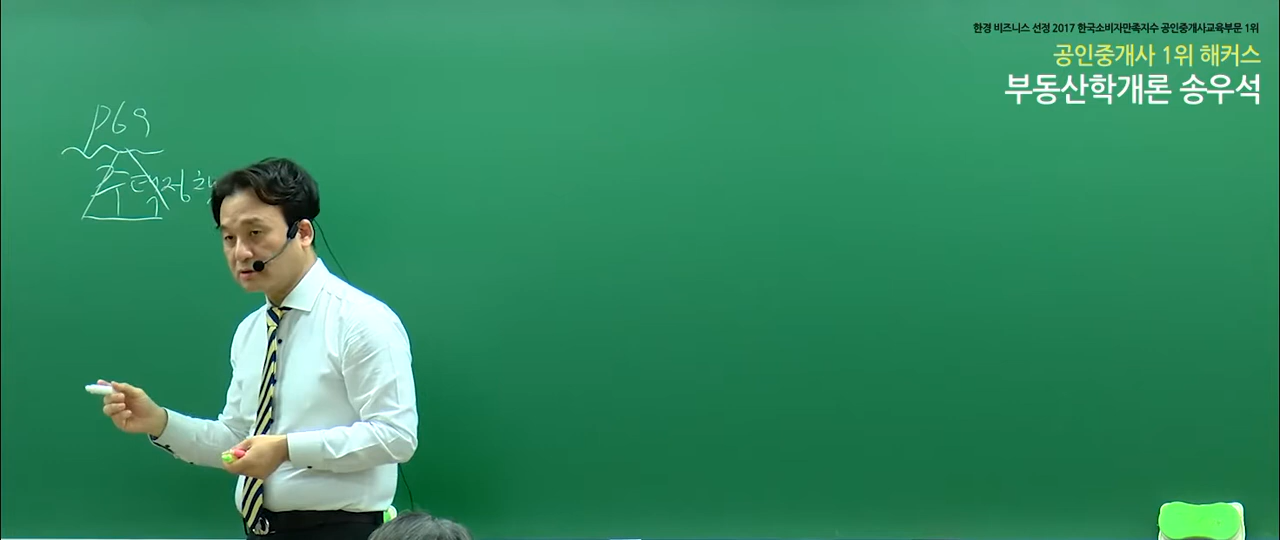 한경 비즈니스 선정 2017 한국소비자만족지수 공인중개사교육부문 1위
공인중개사 1위 해커스
부동산학개론 송우석
P69
주택정책